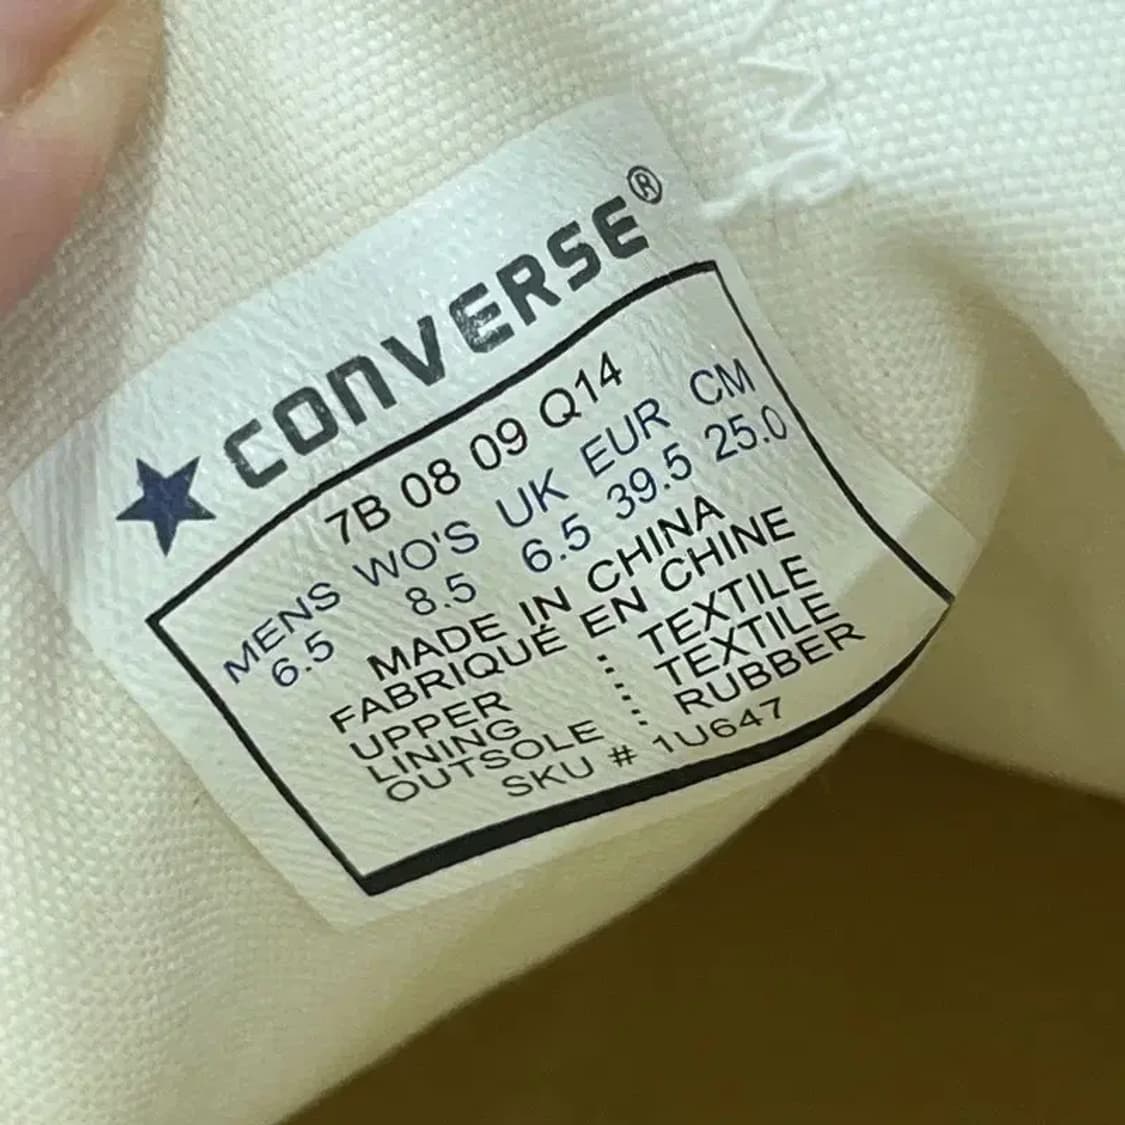 CONVERSE®
7B 08 09 Q14
MENS WO'S UK EUR CM
6.5 8.5 6.5 39.5 25.0
MADE IN CHINA
FABRIQUÉ EN CHINE
UPPER : TEXTILE
LINING : TEXTILE
OUTSOLE : RUBBER
SKU # 1U647